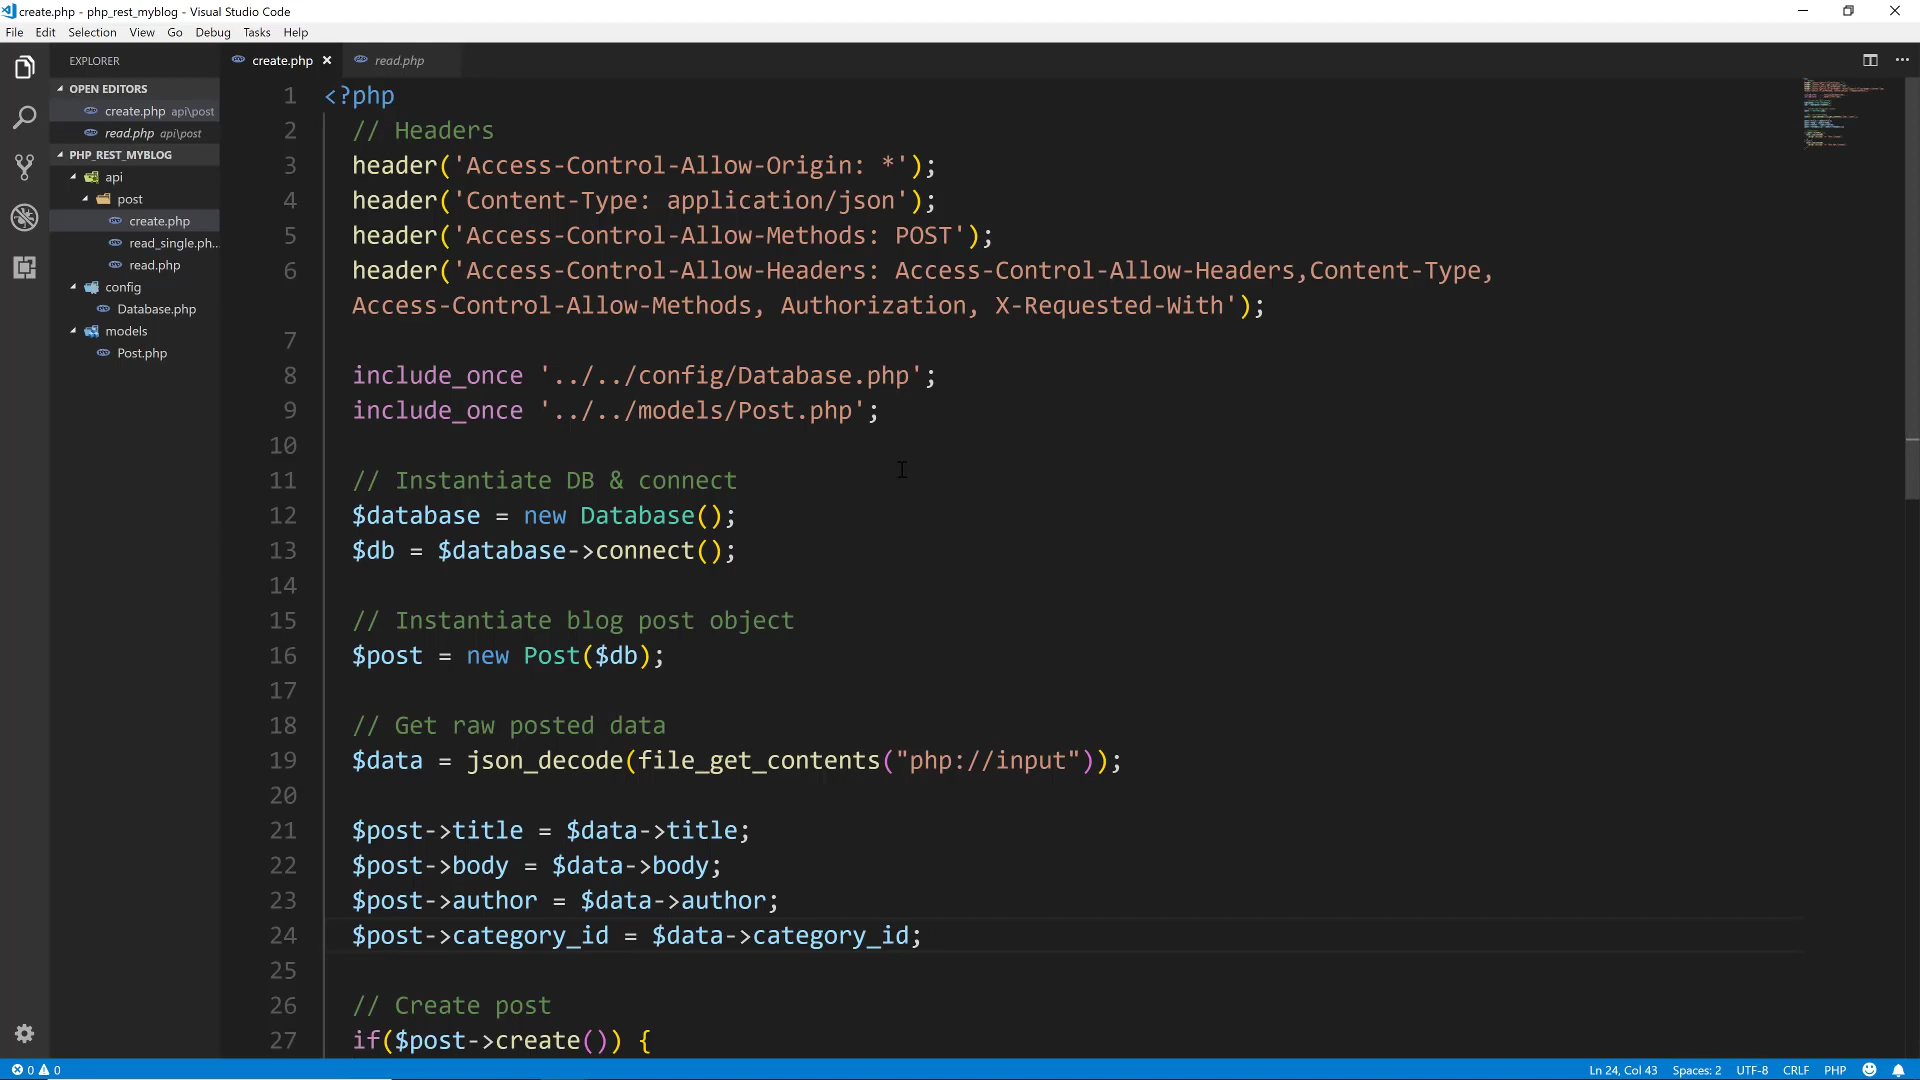 create.php - php_rest_myblog - Visual Studio Code
File Edit Selection View Go Debug Tasks Help
EXPLORER
OPEN EDITORS
create.php api\post
read.php api\post
PHP_REST_MYBLOG
api
post
create.php
read_single.ph...
read.php
config
Database.php
models
Post.php
create.php read.php
1 <?php
2 // Headers
3 header('Access-Control-Allow-Origin: *');
4 header('Content-Type: application/json');
5 header('Access-Control-Allow-Methods: POST');
6 header('Access-Control-Allow-Headers: Access-Control-Allow-Headers,Content-Type,
Access-Control-Allow-Methods, Authorization, X-Requested-With');
7
8 include_once '../../config/Database.php';
9 include_once '../../models/Post.php';
10
11 // Instantiate DB & connect
12 $database = new Database();
13 $db = $database->connect();
14
15 // Instantiate blog post object
16 $post = new Post($db);
17
18 // Get raw posted data
19 $data = json_decode(file_get_contents("php://input"));
20
21 $post->title = $data->title;
22 $post->body = $data->body;
23 $post->author = $data->author;
24 $post->category_id = $data->category_id;
25
26 // Create post
27 if($post->create()) {
0 0 Ln 24, Col 43 Spaces: 2 UTF-8 CRLF PHP